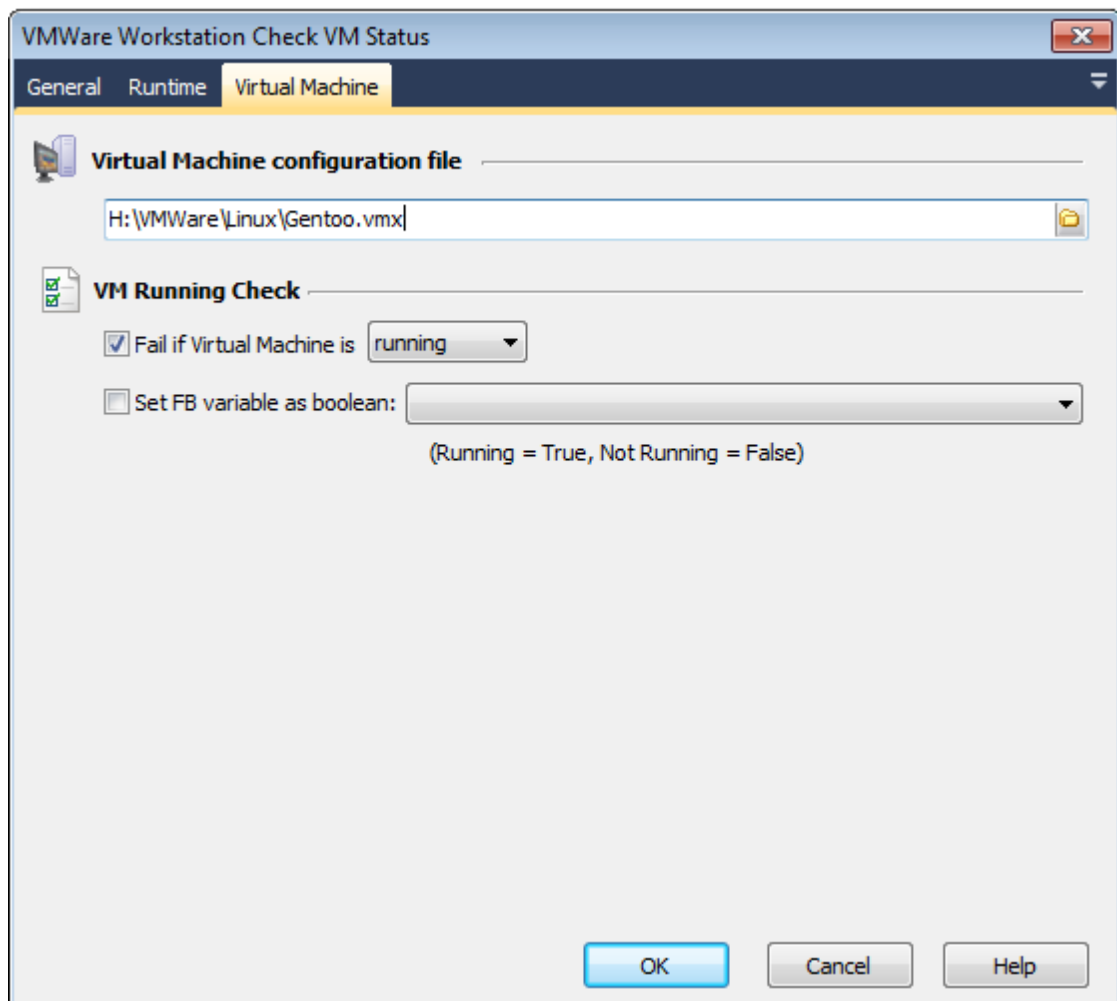 VMWare Workstation Check VM Status
General Runtime Virtual Machine
Virtual Machine configuration file
H:\VMWare\Linux\Gentoo.vmx
VM Running Check
Fail if Virtual Machine is running
Set FB variable as boolean:
(Running = True, Not Running = False)
OK Cancel Help